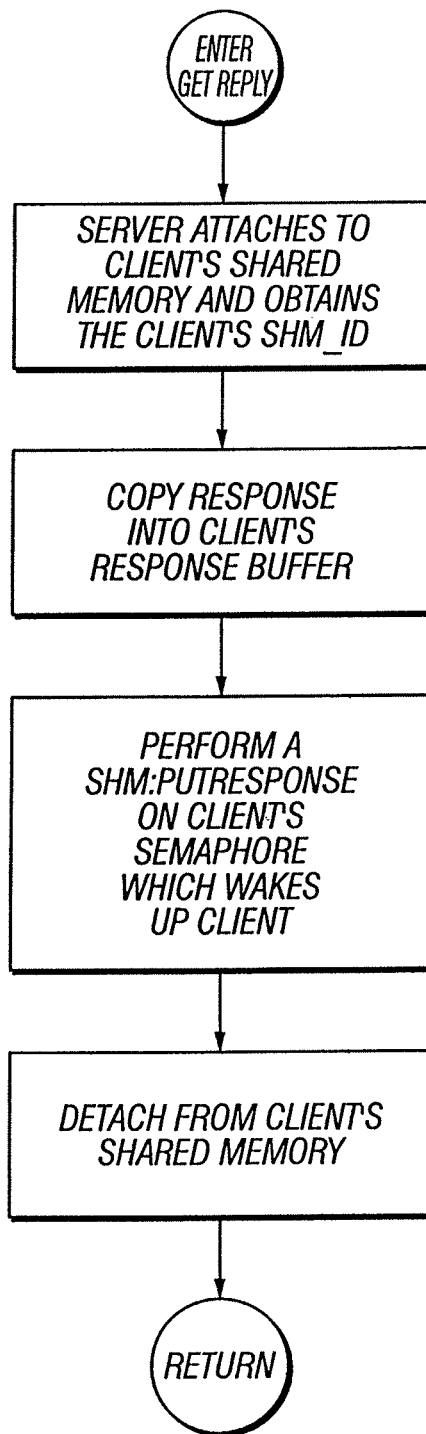 ENTER
GET REPLY
SERVER ATTACHES TO
CLIENT'S SHARED
MEMORY AND OBTAINS
THE CLIENT'S SHM_ID
COPY RESPONSE
INTO CLIENT'S
RESPONSE BUFFER
PERFORM A
SHM:PUTRESPONSE
ON CLIENT'S
SEMAPHORE
WHICH WAKES
UP CLIENT
DETACH FROM CLIENT'S
SHARED MEMORY
RETURN